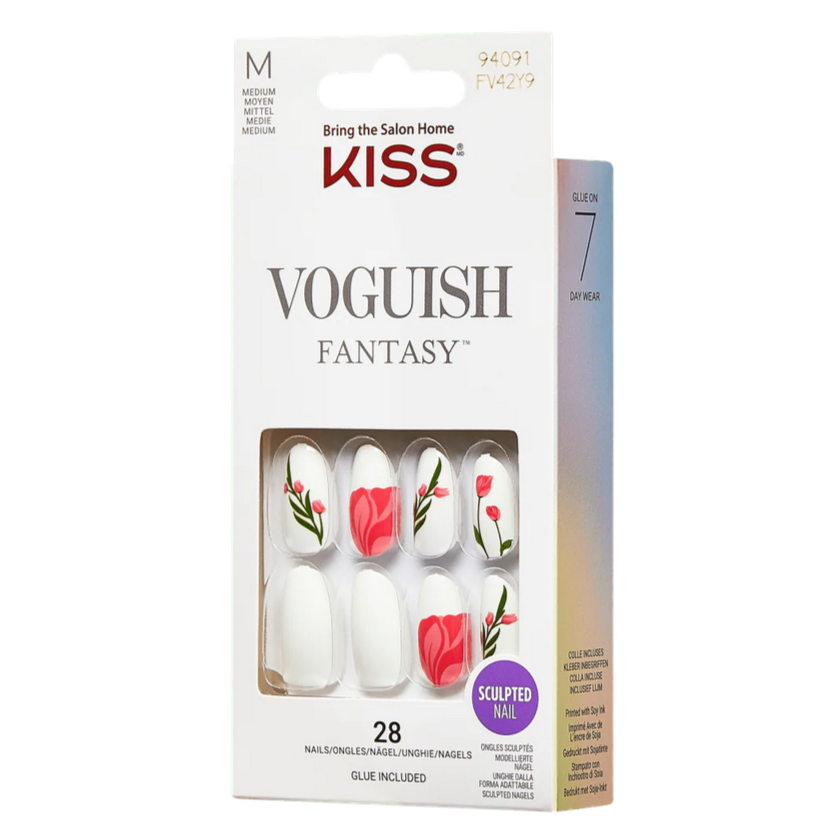 M
MEDIUM
MOYEN
MITTEL
MEDIE
MEDIUM
94091
FV42Y9
Bring the Salon Home
KISS®
MD
VOGUISH
FANTASY™
SCULPTED
NAIL
28
NAILS/ONGLES/NÄGEL/UNGHIE/NAGELS
GLUE INCLUDED
ONGLES SCULPTÉS
MODELLIERTE
NÄGEL
UNGHIE DALLA
FORMA ADATTABILE
SCULPTED NAGELS
GLUE ON
7
DAY WEAR
COLLE INCLUSES
KLEBER INBEGRIFFEN
COLLA INCLUSE
INCLUSIEF LIJM
Printed with Soy Ink
Imprimé Avec de
L'encre de Soja
Gedruckt mit Sojatinte
Stampato con
Inchiostro di Soia
Bedrukt met Soja-Inkt